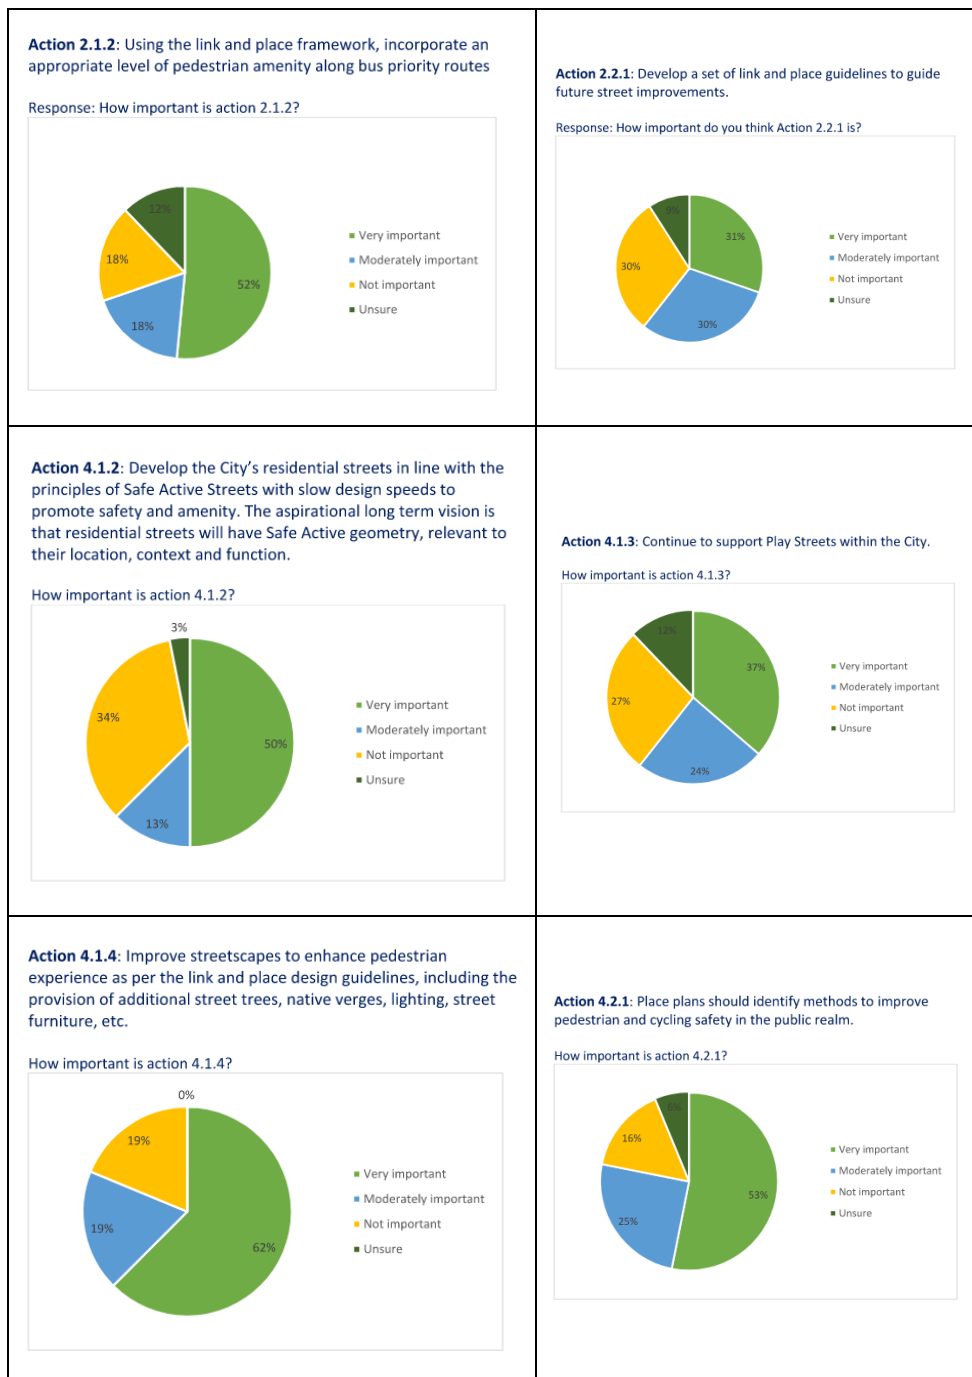 Action 2.1.2: Using the link and place framework, incorporate an
appropriate level of pedestrian amenity along bus priority routes
Response: How important is action 2.1.2?
12%
18%
52%
18%
Very important
Moderately important
Not important
Unsure
Action 2.2.1: Develop a set of link and place guidelines to guide
future street improvements.
Response: How important do you think Action 2.2.1 is?
9%
31%
30%
30%
Very important
Moderately important
Not important
Unsure
Action 4.1.2: Develop the City's residential streets in line with the
principles of Safe Active Streets with slow design speeds to
promote safety and amenity. The aspirational long term vision is
that residential streets will have Safe Active geometry, relevant to
their location, context and function.
How important is action 4.1.2?
3%
34%
50%
13%
Very important
Moderately important
Not important
Unsure
Action 4.1.3: Continue to support Play Streets within the City.
How important is action 4.1.3?
12%
37%
27%
24%
Very important
Moderately important
Not important
Unsure
Action 4.1.4: Improve streetscapes to enhance pedestrian
experience as per the link and place design guidelines, including the
provision of additional street trees, native verges, lighting, street
furniture, etc.
How important is action 4.1.4?
0%
19%
19%
62%
Very important
Moderately important
Not important
Unsure
Action 4.2.1: Place plans should identify methods to improve
pedestrian and cycling safety in the public realm.
How important is action 4.2.1?
6%
16%
53%
25%
Very important
Moderately important
Not important
Unsure